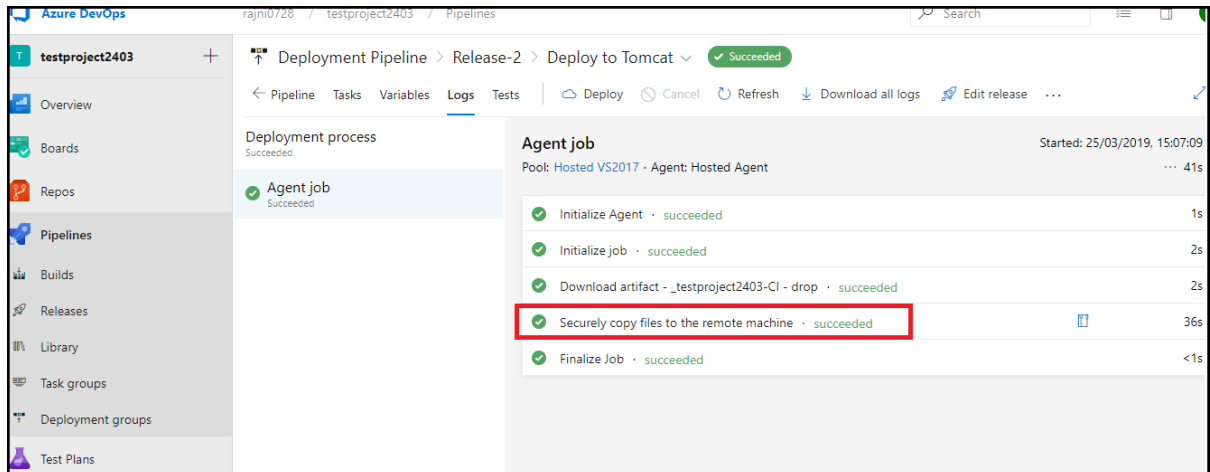 Azure DevOps
rajni0728 / testproject2403 / Pipelines
Search
T testproject2403
Overview
Boards
Repos
Pipelines
Builds
Releases
Library
Task groups
Deployment groups
Test Plans
Deployment Pipeline > Release-2 > Deploy to Tomcat Succeeded
Pipeline Tasks Variables Logs Tests Deploy Cancel Refresh Download all logs Edit release ...
Deployment process
Succeeded
Agent job
Succeeded
Agent job Started: 25/03/2019, 15:07:09
Pool: Hosted VS2017 · Agent: Hosted Agent ... 41s
Initialize Agent · succeeded 1s
Initialize job · succeeded 2s
Download artifact - _testproject2403-CI - drop · succeeded 2s
Securely copy files to the remote machine · succeeded 36s
Finalize Job · succeeded <1s